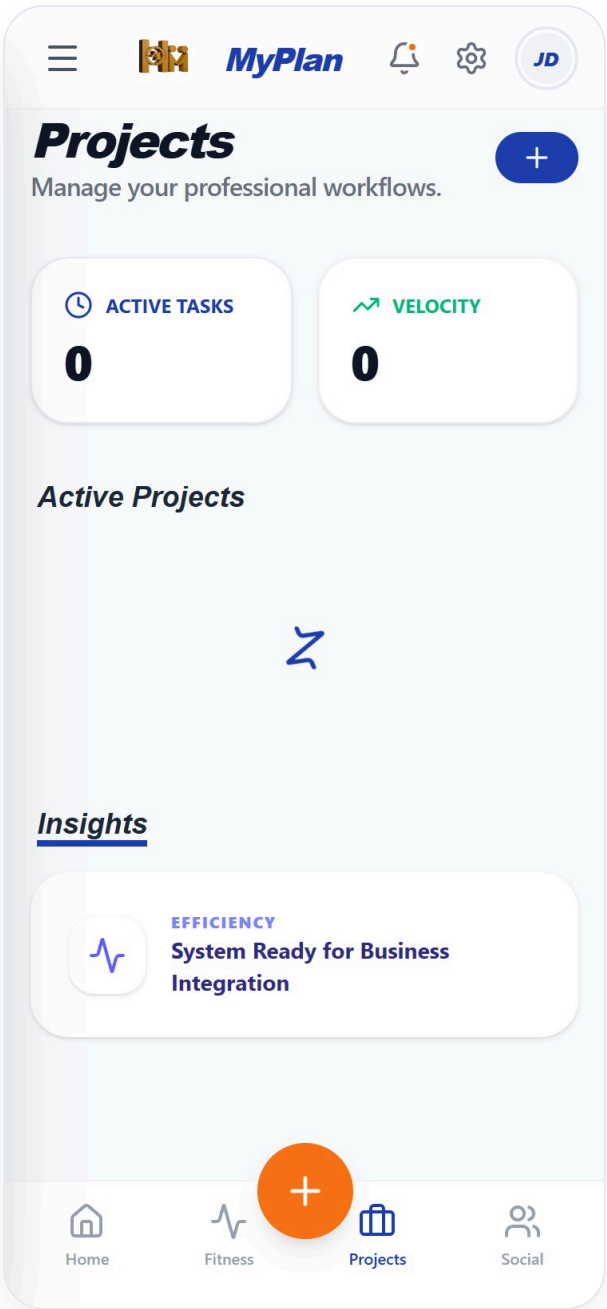 MyPlan
JD
Projects
Manage your professional workflows.
ACTIVE TASKS
VELOCITY
0
0
Active Projects
Insights
EFFICIENCY
System Ready for Business
Integration
Home
Fitness
Projects
Social